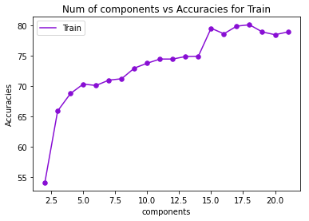 Num of components vs Accuracies for Train
Train
80
75
70
65
60
55
Accuracies
2.5 5.0 7.5 10.0 12.5 15.0 17.5 20.0
components